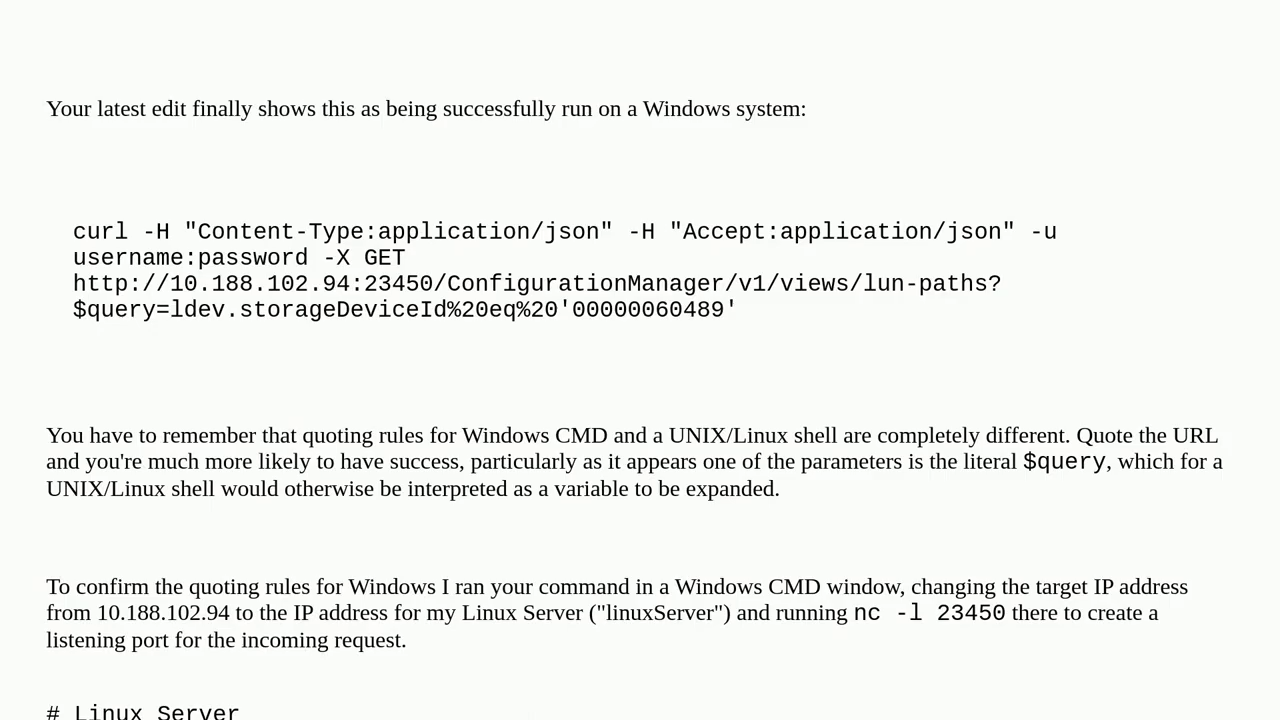 Your latest edit finally shows this as being successfully run on a Windows system:
curl -H "Content-Type:application/json" -H "Accept:application/json" -u
username:password -X GET
http://10.188.102.94:23450/ConfigurationManager/v1/views/lun-paths?
$query=ldev.storageDeviceId%20eq%20'00000060489'
You have to remember that quoting rules for Windows CMD and a UNIX/Linux shell are completely different. Quote the URL
and you're much more likely to have success, particularly as it appears one of the parameters is the literal $query, which for a
UNIX/Linux shell would otherwise be interpreted as a variable to be expanded.
To confirm the quoting rules for Windows I ran your command in a Windows CMD window, changing the target IP address
from 10.188.102.94 to the IP address for my Linux Server ("linuxServer") and running nc -l 23450 there to create a
listening port for the incoming request.
# Linux Server